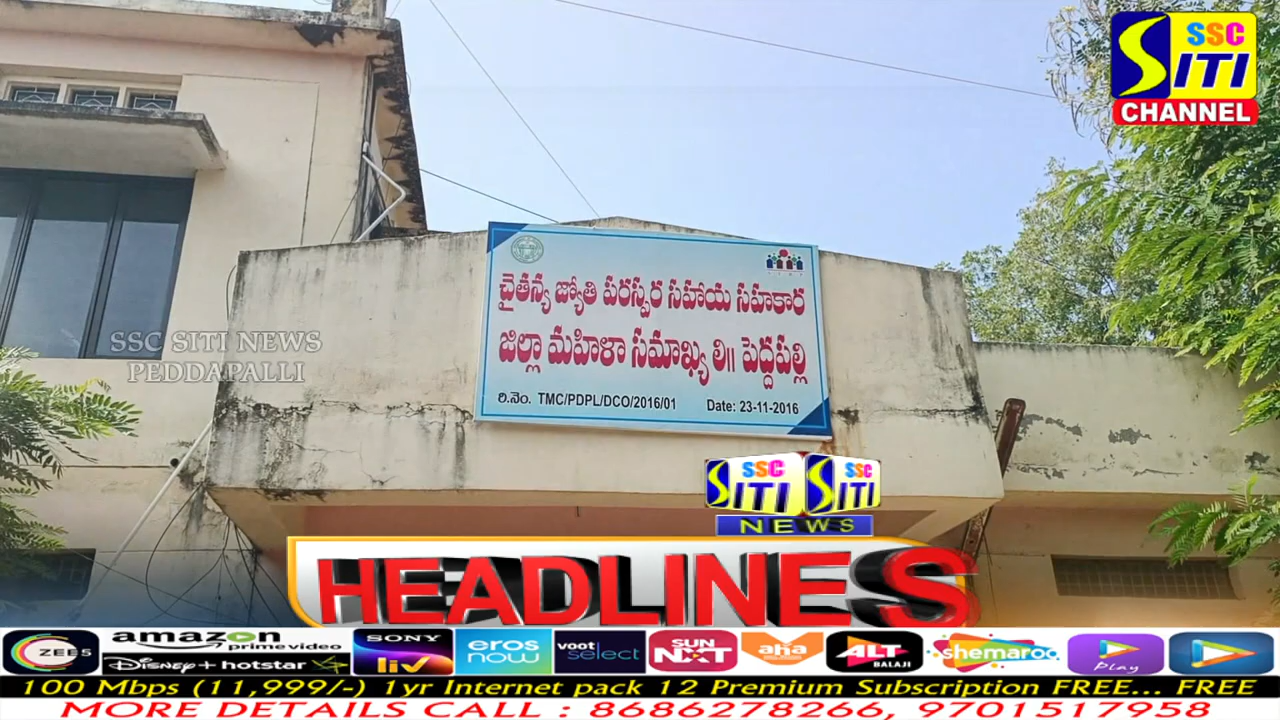 SSC
SITI
CHANNEL
చైతన్య జ్యోతి పరస్పర సహాయ సహకార
జిల్లా మహిళా సమాఖ్య లి॥ పెద్దపల్లి
రి.నెం. TMC/PDPL/DCO/2016/01 Date: 23-11-2016
SSC SITI NEWS
PEDDAPALLI
SSC SITI SSC SITI
NEWS
HEADLINES
ZEE5 amazon primevideo Disney+ hotstar SONY liv eros now voot select SUN NXT aha ALT BALAJI shemaroo Play
100 Mbps (11,999/-) 1yr Internet pack 12 Premium Subscription FREE... FREE
MORE DETAILS CALL : 8686278266, 9701517958